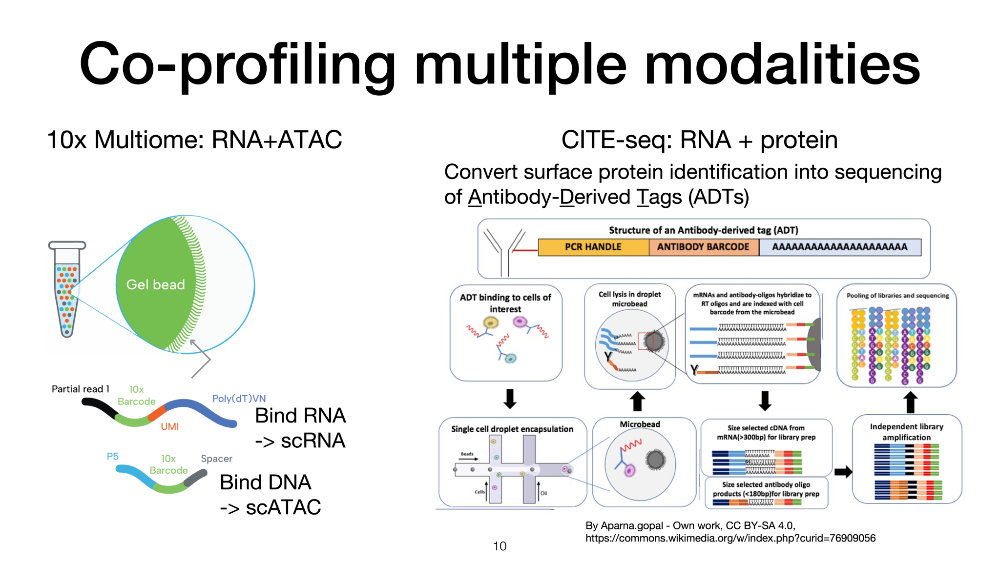 Co-profiling multiple modalities
10x Multiome: RNA+ATAC
Gel bead
Partial read 1
10x
Barcode
UMI
Poly(dT)VN
Bind RNA
-> scRNA
P5
10x
Barcode
Spacer
Bind DNA
-> scATAC
CITE-seq: RNA + protein
Convert surface protein identification into sequencing
of Antibody-Derived Tags (ADTs)
Structure of an Antibody-derived tag (ADT)
PCR HANDLE
ANTIBODY BARCODE
AAAAAAAAAAAAAAAAAAAAA
ADT binding to cells of
interest
Single cell droplet encapsulation
Beads
Cells
Oil
Microbead
Cell lysis in droplet
microbead
mRNAs and antibody-oligos hybridize to
RT oligos and are indexed with cell
barcode from the microbead
Size selected cDNA from
mRNA(>300bp) for library prep
Size selected antibody oligo
products (<180bp)for library prep
Independent library
amplification
Pooling of libraries and sequencing
By Aparna.gopal - Own work, CC BY-SA 4.0,
https://commons.wikimedia.org/w/index.php?curid=76909056
10